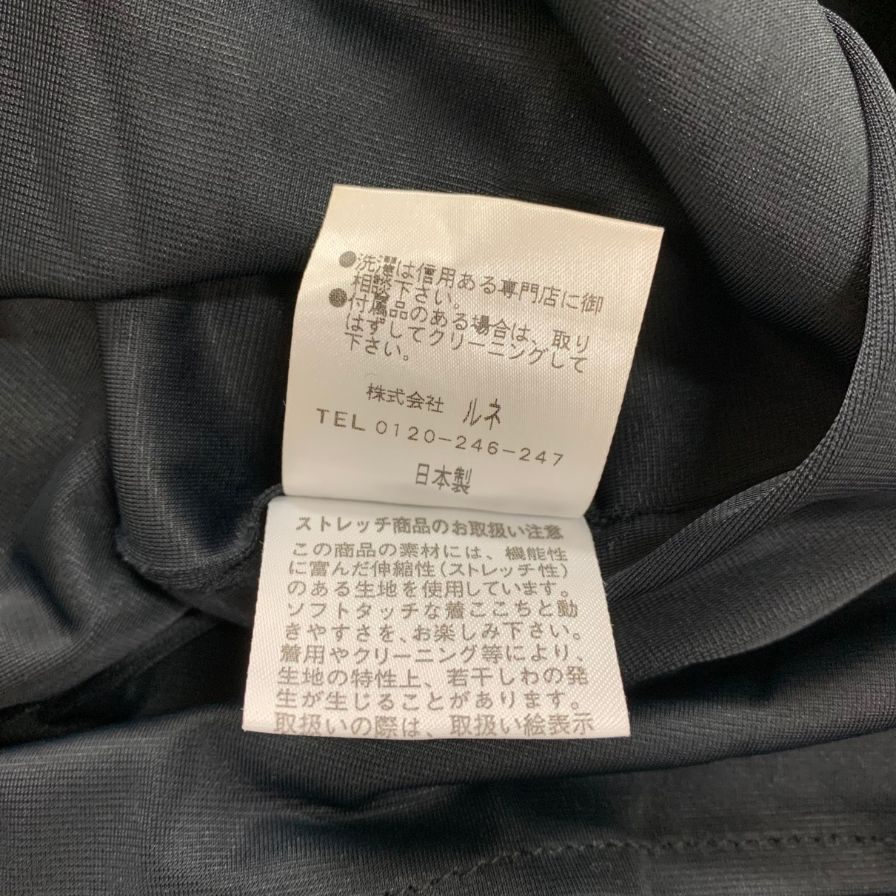 ●洗濯は信用ある専門店に御
相談下さい。
●付属品のある場合は、取り
はずしてクリーニングして
下さい。
株式会社 ルネ
TEL 0120-246-247
日本製
ストレッチ商品のお取扱い注意
この商品の素材には、機能性
に富んだ伸縮性(ストレッチ性)
のある生地を使用しています。
ソフトタッチな着ここちと動
きやすさを、お楽しみ下さい。
着用やクリーニング等により、
生地の特性上、若干しわの発
生が生じることがあります。
取扱いの際は、取扱い絵表示